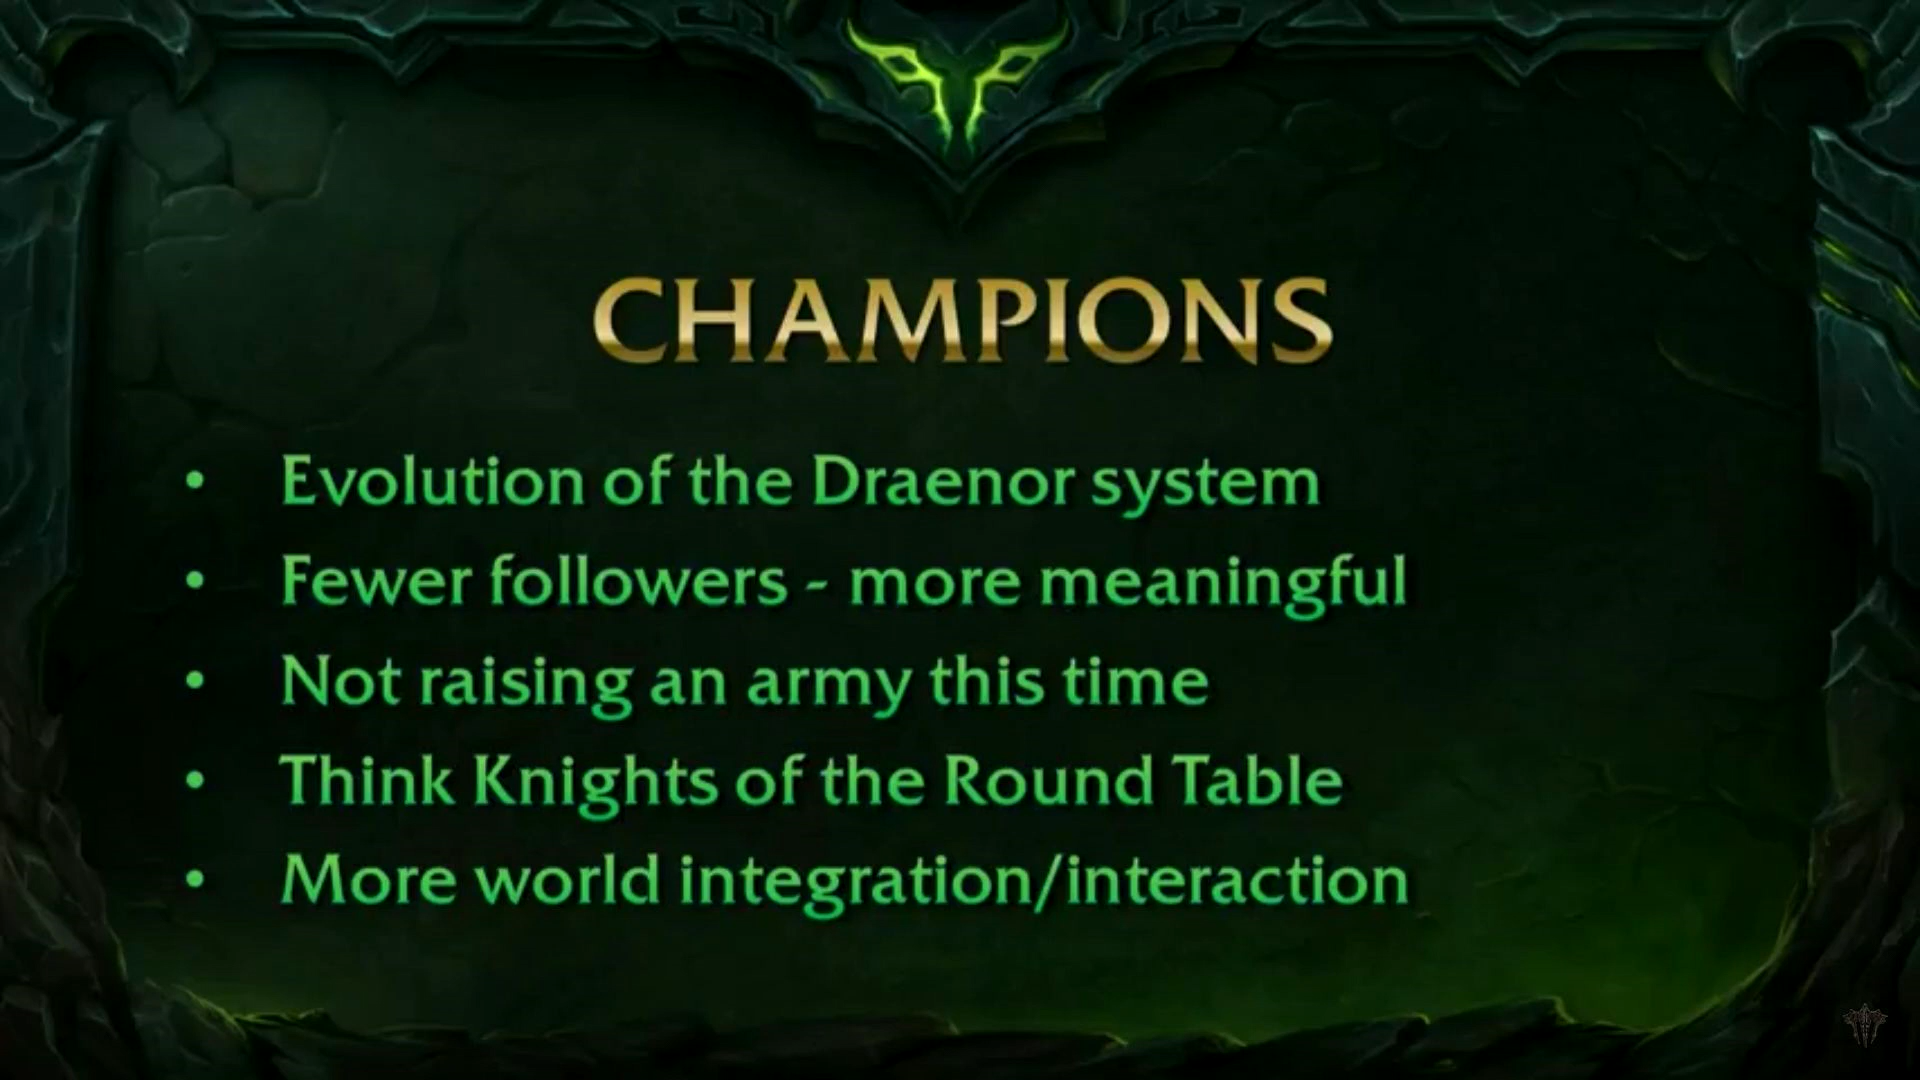 CHAMPIONS
• Evolution of the Draenor system
• Fewer followers - more meaningful
• Not raising an army this time
• Think Knights of the Round Table
• More world integration/interaction